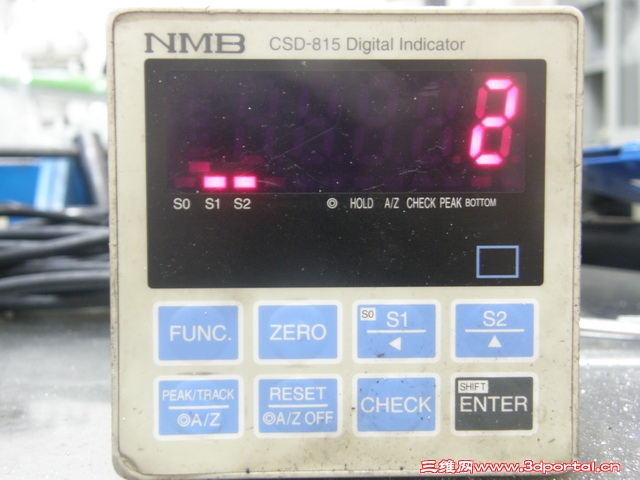 NMB CSD-815 Digital Indicator
2
S0 S1 S2 ◎ HOLD A/Z CHECK PEAK BOTTOM
FUNC.
ZERO
S0 S1
◀
S2
▲
PEAK/TRACK
◎A/Z
RESET
◎A/Z OFF
CHECK
SHIFT
ENTER
三维网www.3dportal.cn